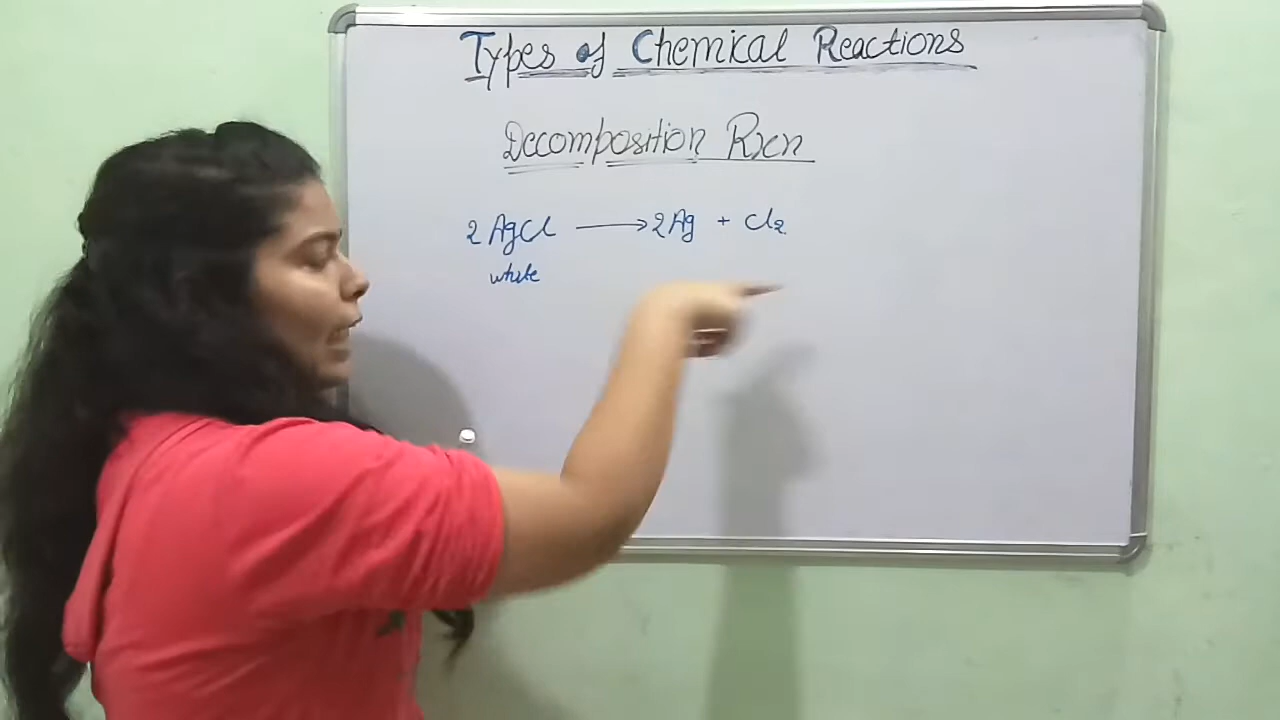 Types of Chemical Reactions
Decomposition Rxn
2 AgCl ⟶ 2Ag + Cl₂
white